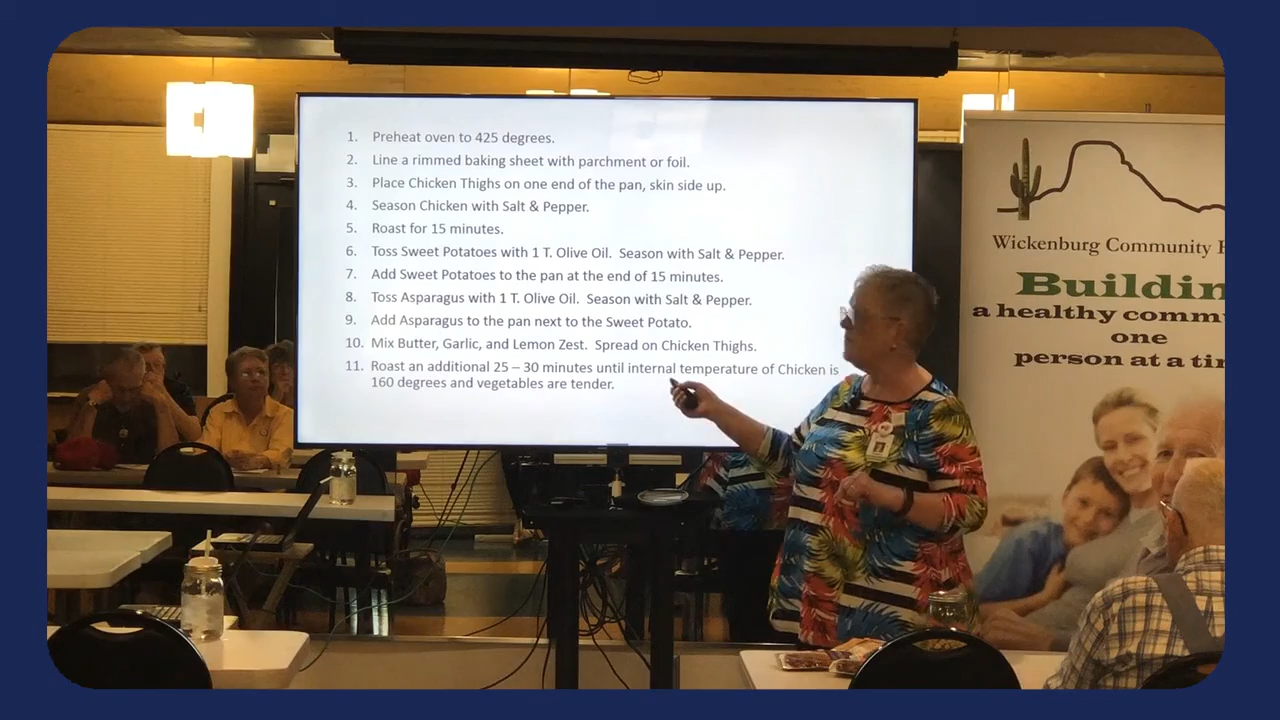 1. Preheat oven to 425 degrees.
2. Line a rimmed baking sheet with parchment or foil.
3. Place Chicken Thighs on one end of the pan, skin side up.
4. Season Chicken with Salt & Pepper.
5. Roast for 15 minutes.
6. Toss Sweet Potatoes with 1 T. Olive Oil. Season with Salt & Pepper.
7. Add Sweet Potatoes to the pan at the end of 15 minutes.
8. Toss Asparagus with 1 T. Olive Oil. Season with Salt & Pepper.
9. Add Asparagus to the pan next to the Sweet Potato.
10. Mix Butter, Garlic, and Lemon Zest. Spread on Chicken Thighs.
11. Roast an additional 25 – 30 minutes until internal temperature of Chicken is
160 degrees and vegetables are tender.
Wickenburg Community
Buildin
a healthy commu
one
person at a tim